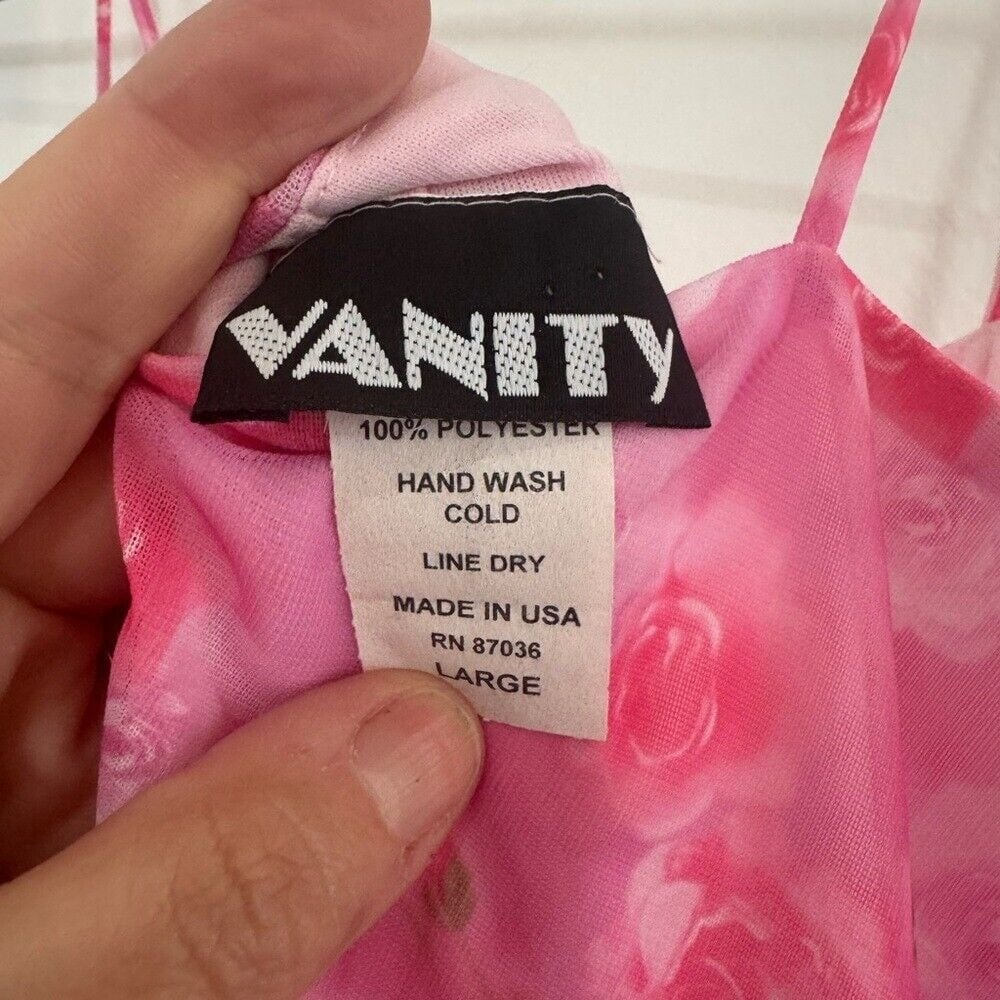 VANITY
100% POLYESTER
HAND WASH
COLD
LINE DRY
MADE IN USA
RN 87036
LARGE